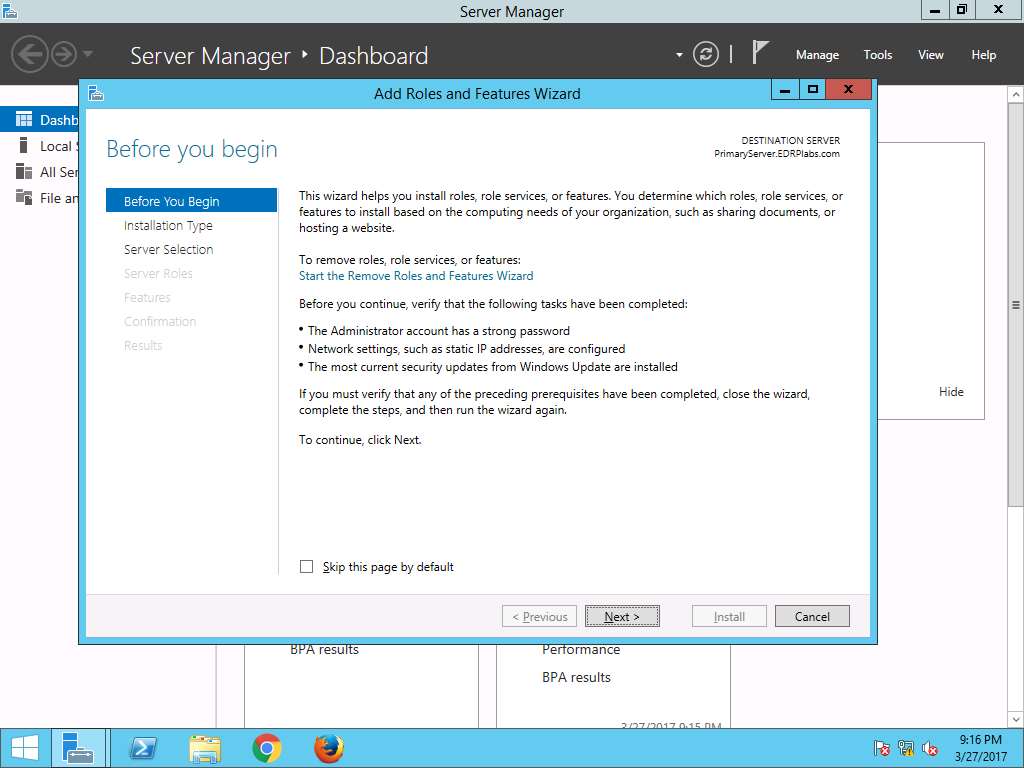 Server Manager
Server Manager
Dashboard
Manage
Tools
View
Help
Add Roles and Features Wizard
Dashb
Local
All Ser
File an
Before you begin
DESTINATION SERVER
PrimaryServer.EDRPlabs.com
Before You Begin
Installation Type
Server Selection
Server Roles
Features
Confirmation
Results
This wizard helps you install roles, role services, or features. You determine which roles, role services, or
features to install based on the computing needs of your organization, such as sharing documents, or
hosting a website.
To remove roles, role services, or features:
Start the Remove Roles and Features Wizard
Before you continue, verify that the following tasks have been completed:
• The Administrator account has a strong password
• Network settings, such as static IP addresses, are configured
• The most current security updates from Windows Update are installed
If you must verify that any of the preceding prerequisites have been completed, close the wizard,
complete the steps, and then run the wizard again.
To continue, click Next.
Skip this page by default
< Previous
Next >
Install
Cancel
Hide
BPA results
Performance
BPA results
3/27/2017 9:15 PM
9:16 PM
3/27/2017